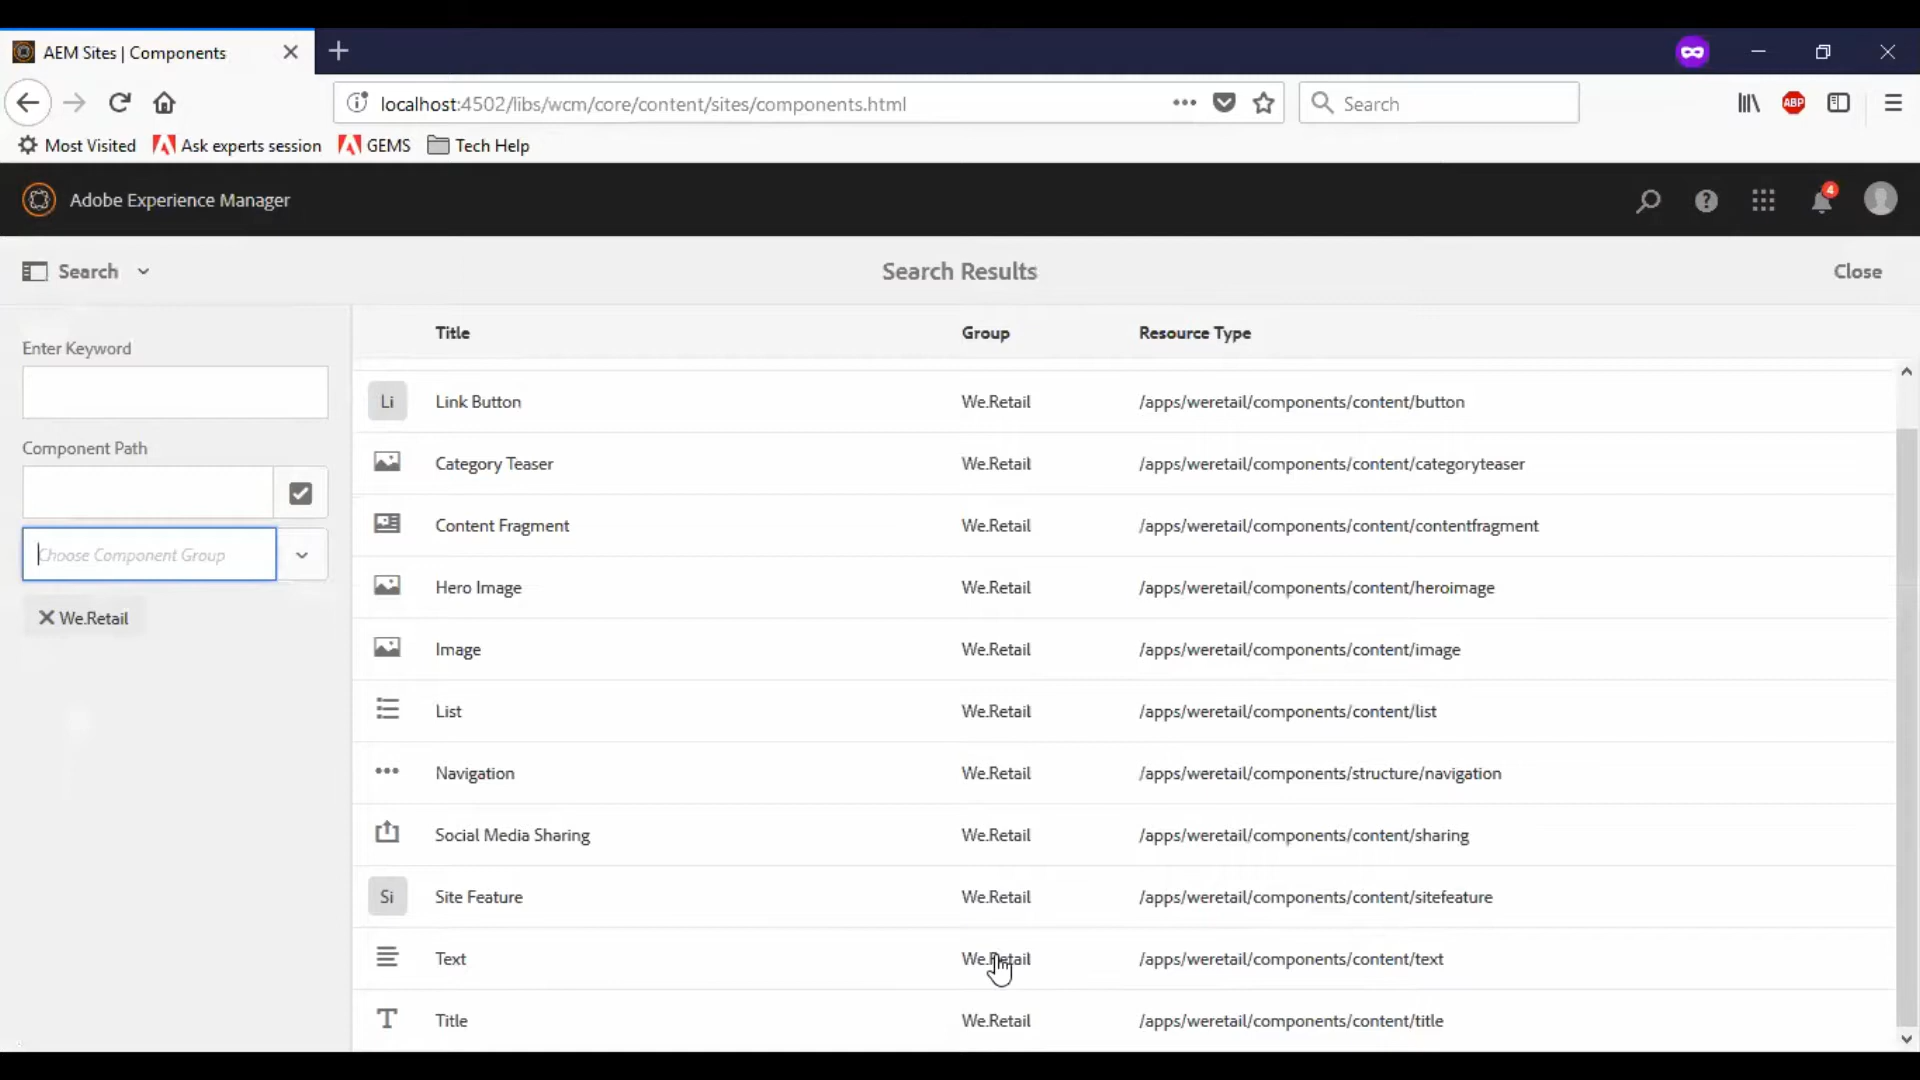 AEM Sites | Components
localhost:4502/libs/wcm/core/content/sites/components.html
Search
ABP
Most Visited
Ask experts session
GEMS
Tech Help
Adobe Experience Manager
4
Search
Search Results
Close
Enter Keyword
Component Path
Choose Component Group
We.Retail
Title Group Resource Type
Li Link Button We.Retail /apps/weretail/components/content/button
Category Teaser We.Retail /apps/weretail/components/content/categoryteaser
Content Fragment We.Retail /apps/weretail/components/content/contentfragment
Hero Image We.Retail /apps/weretail/components/content/heroimage
Image We.Retail /apps/weretail/components/content/image
List We.Retail /apps/weretail/components/content/list
Navigation We.Retail /apps/weretail/components/structure/navigation
Social Media Sharing We.Retail /apps/weretail/components/content/sharing
Si Site Feature We.Retail /apps/weretail/components/content/sitefeature
Text We.Retail /apps/weretail/components/content/text
Title We.Retail /apps/weretail/components/content/title